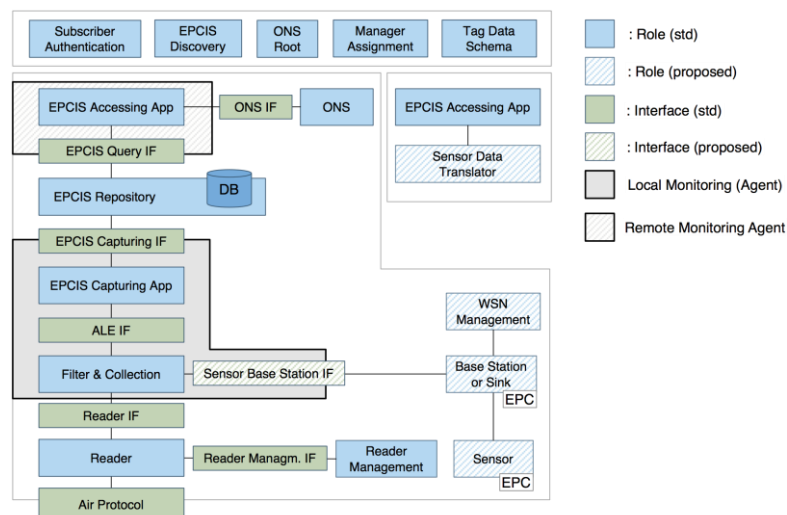 Subscriber
Authentication
EPCIS
Discovery
ONS
Root
Manager
Assignment
Tag Data
Schema
EPCIS Accessing App
ONS IF
ONS
EPCIS Query IF
EPCIS Repository
DB
EPCIS Capturing IF
EPCIS Capturing App
ALE IF
Filter & Collection
Sensor Base Station IF
Reader IF
Reader
Reader Managm. IF
Reader
Management
Air Protocol
EPCIS Accessing App
Sensor Data
Translator
WSN
Management
Base Station
or Sink
EPC
Sensor
EPC
: Role (std)
: Role (proposed)
: Interface (std)
: Interface (proposed)
Local Monitoring (Agent)
Remote Monitoring Agent